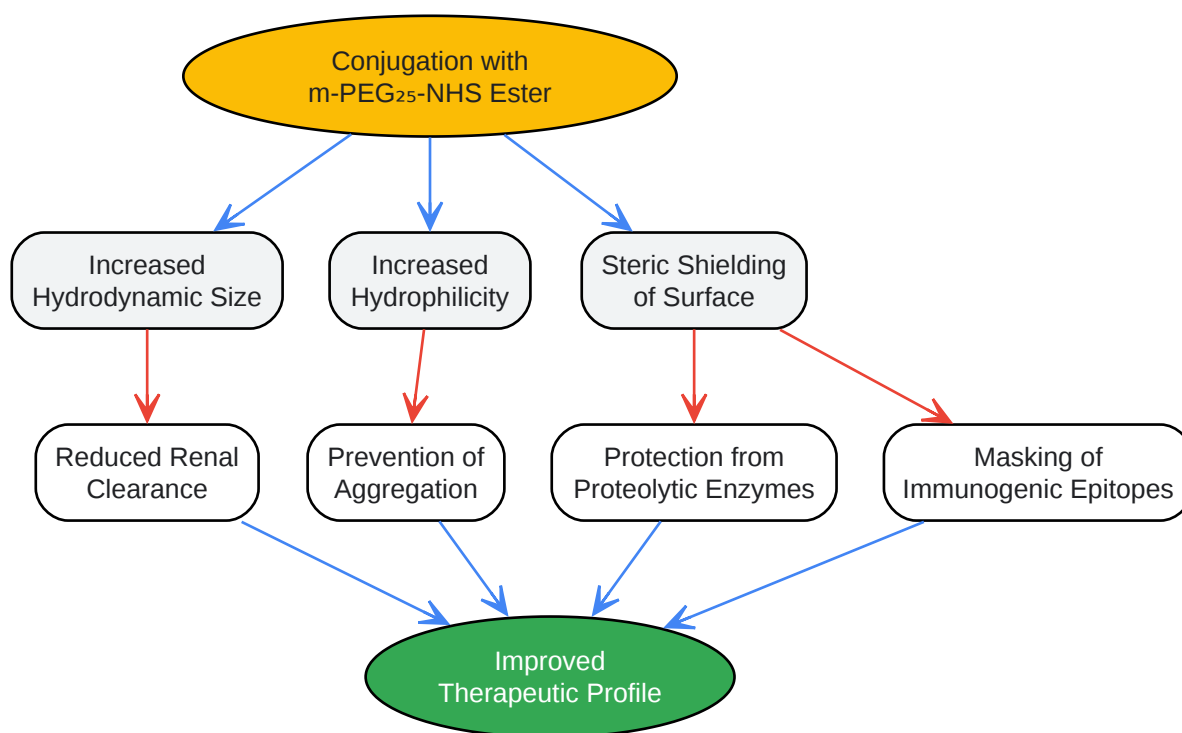 Conjugation with
m-PEG₂₅-NHS Ester
Increased
Hydrodynamic Size
Increased
Hydrophilicity
Steric Shielding
of Surface
Reduced Renal
Clearance
Prevention of
Aggregation
Protection from
Proteolytic Enzymes
Masking of
Immunogenic Epitopes
Improved
Therapeutic Profile